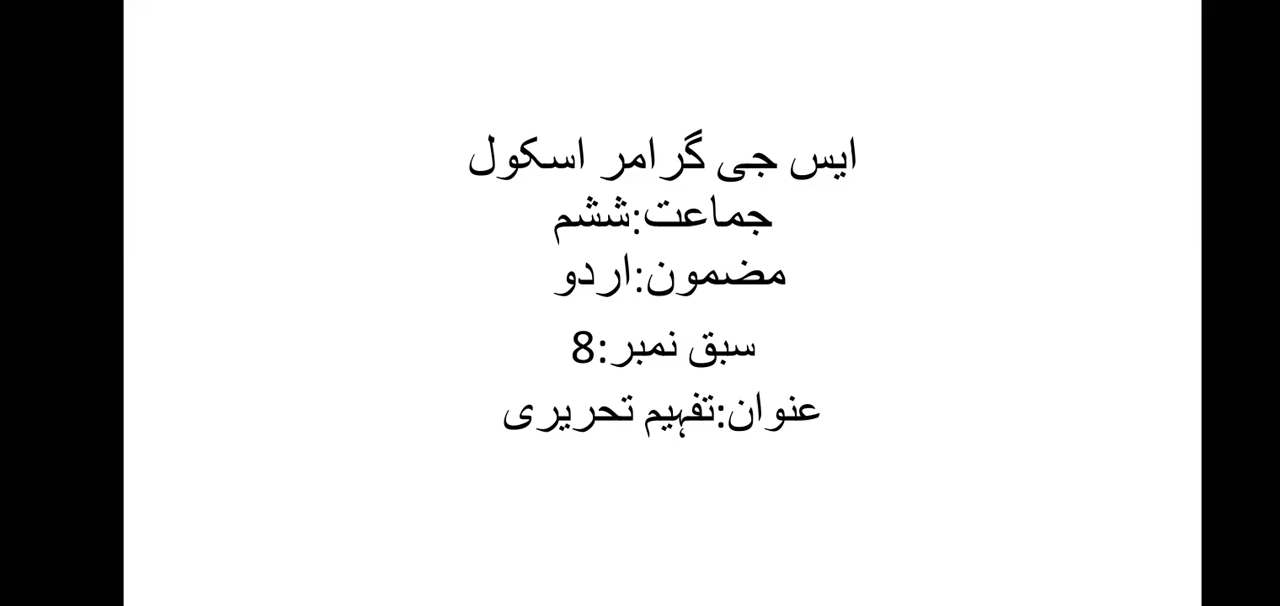 ایس جی گرامر اسکول
جماعت:ششم
مضمون:اردو
سبق نمبر:8
عنوان:تفہیم تحریری